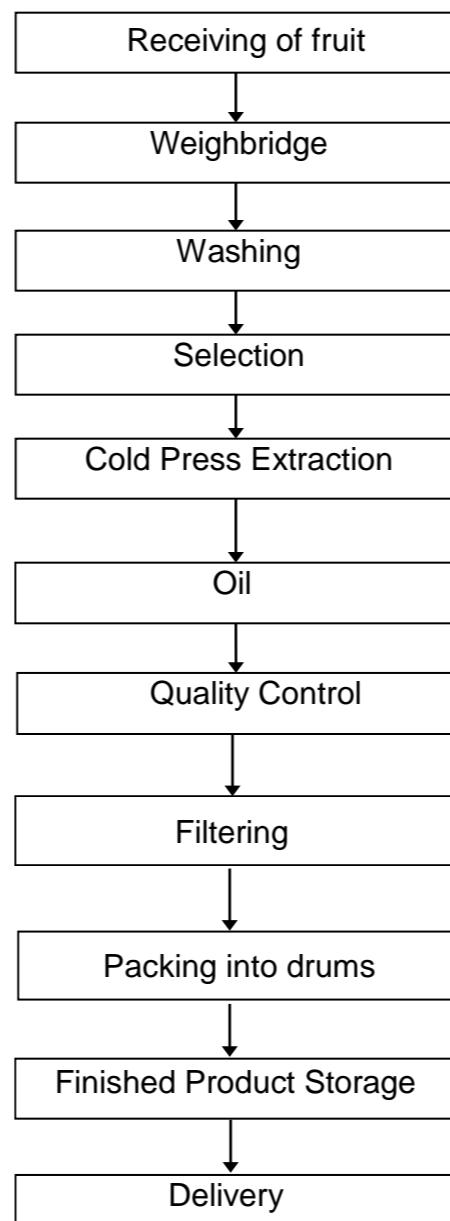 Receiving of fruit
Weighbridge
Washing
Selection
Cold Press Extraction
Oil
Quality Control
Filtering
Packing into drums
Finished Product Storage
Delivery